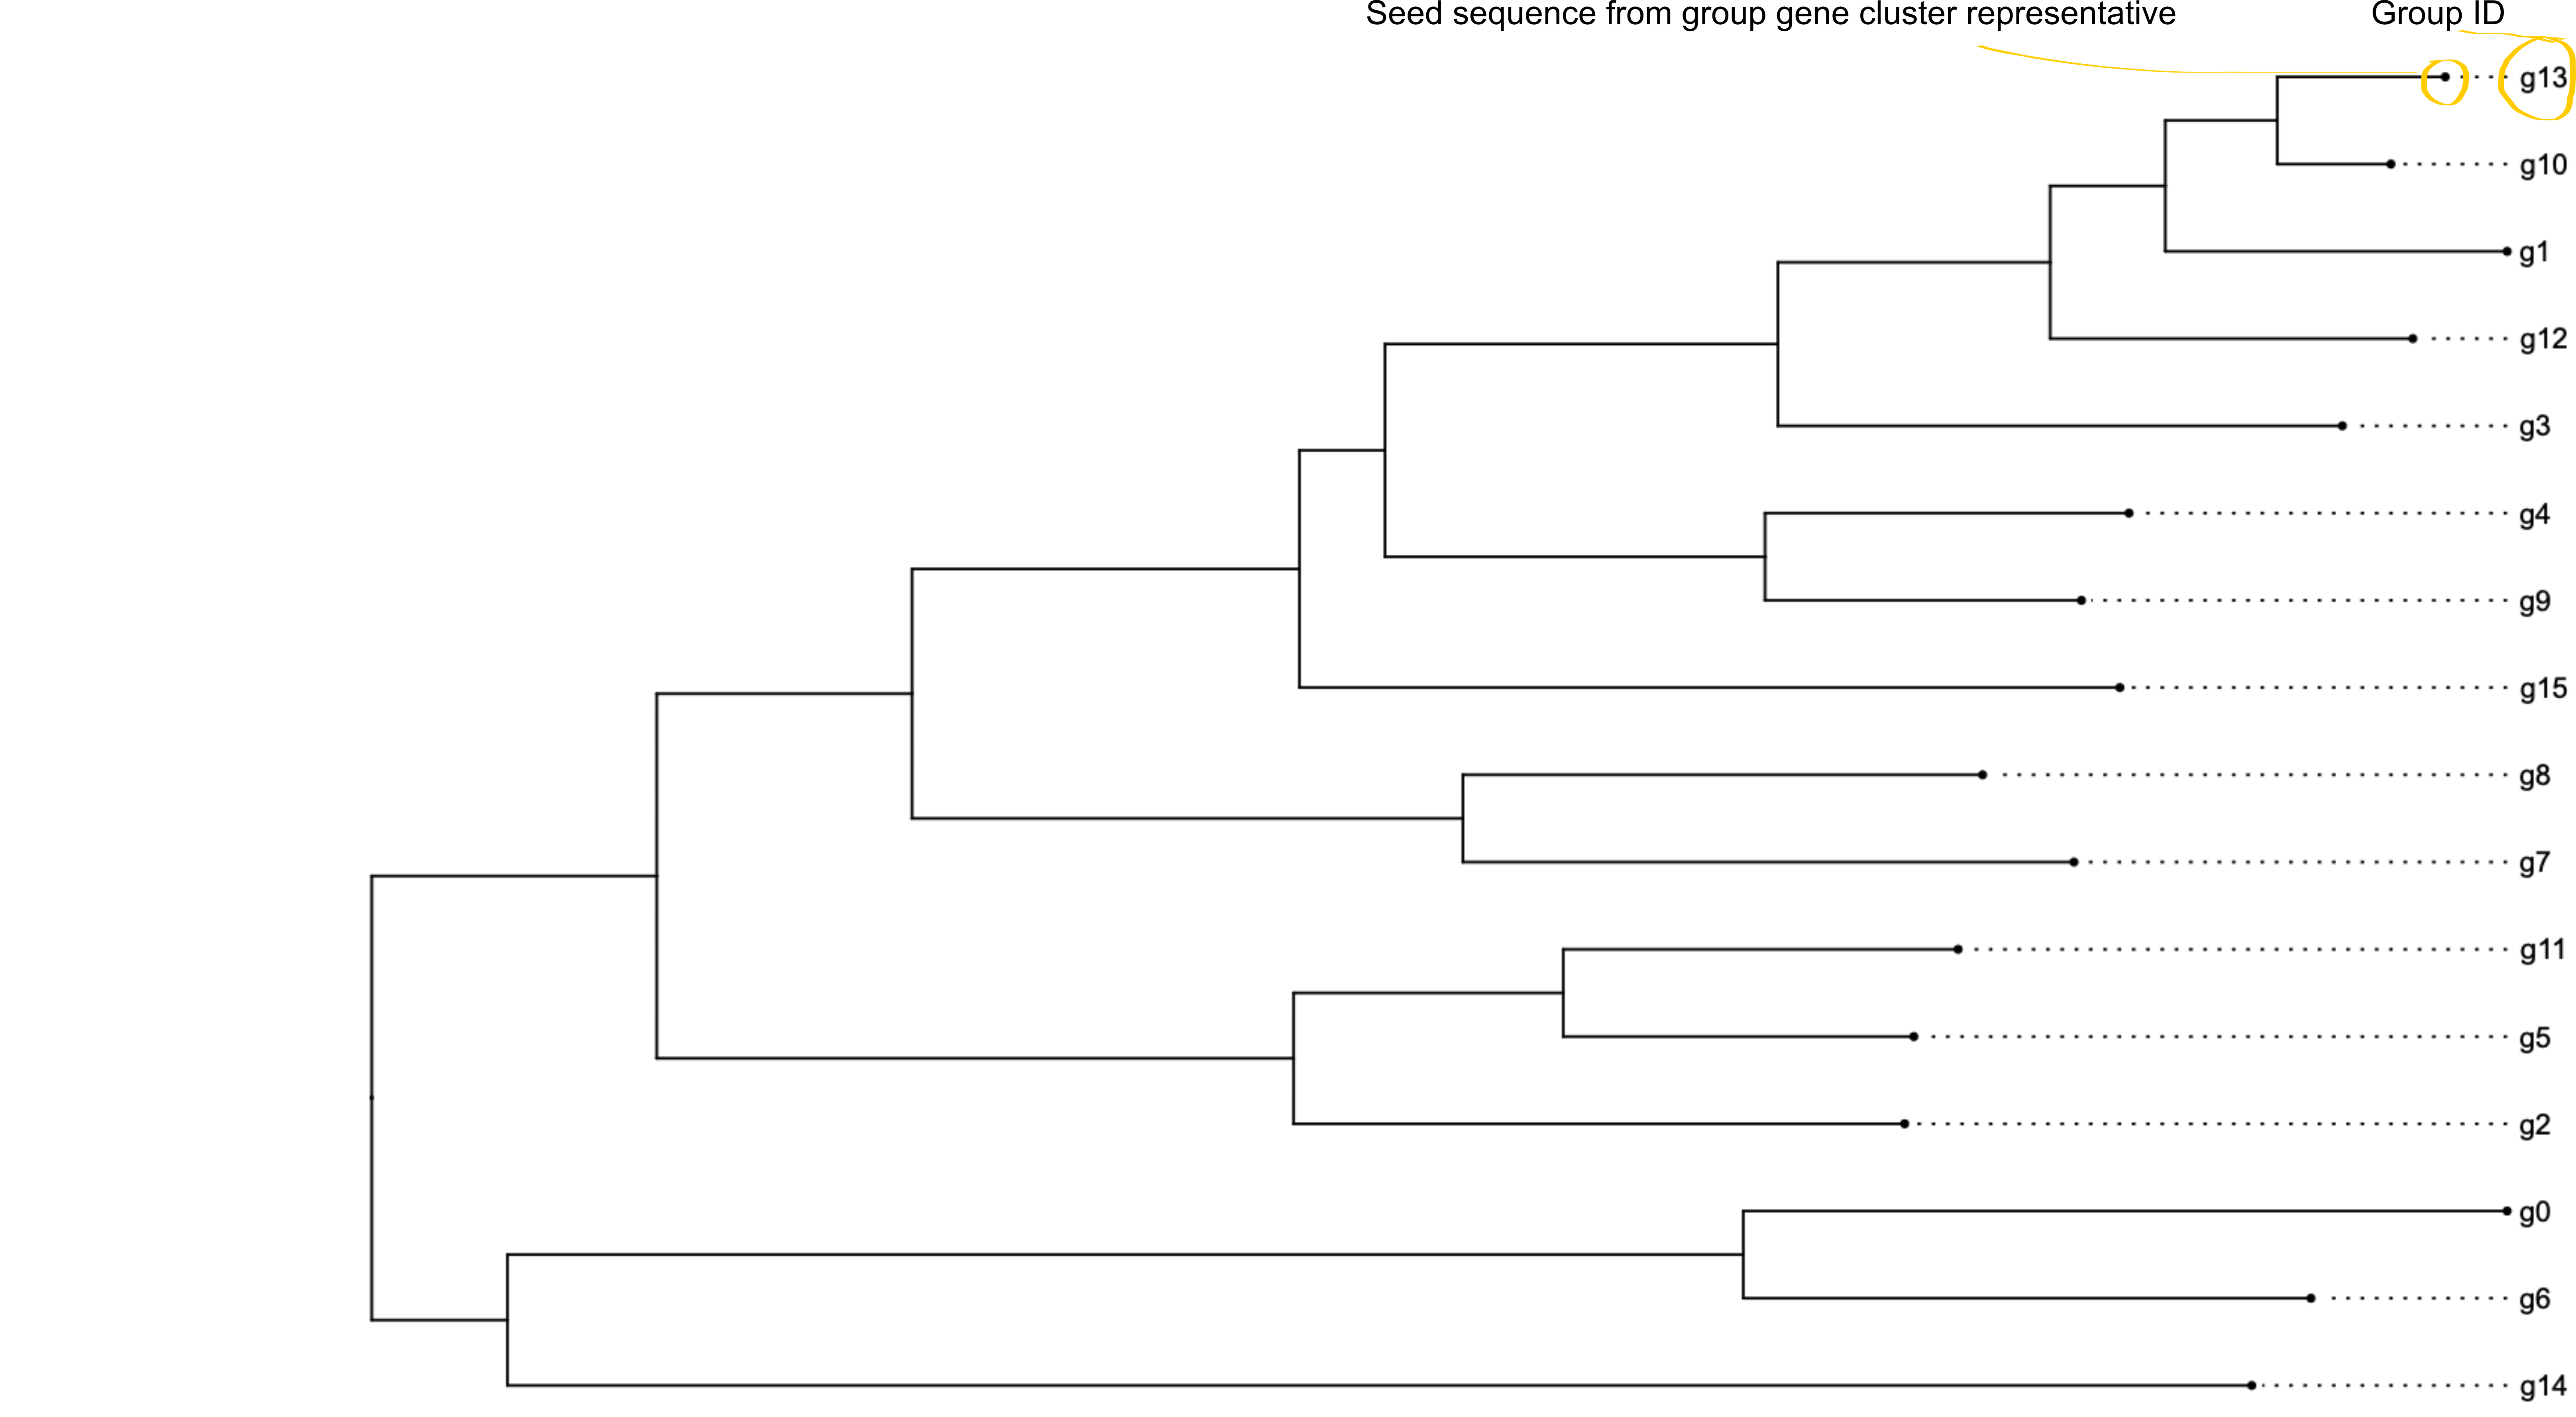 Seed sequence from group gene cluster representative Group ID
g13
g10
g1
g12
g3
g4
g9
g15
g8
g7
g11
g5
g2
g0
g6
g14